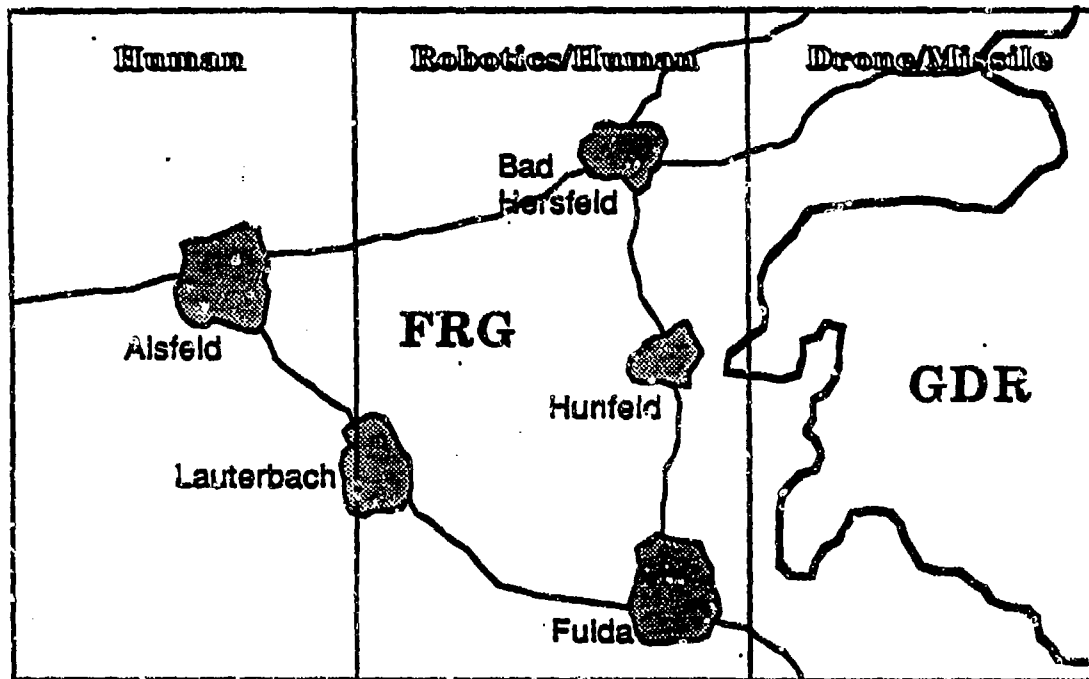 Human
Robotics/Human
Drone/Missile
Bad
Hersfeld
Alsfeld
FRG
GDR
Hunfeld
Lauterbach
Fulda